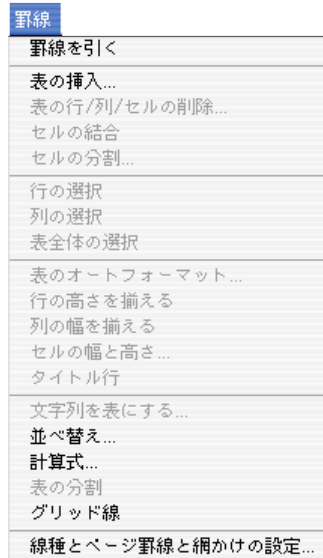 罫線
罫線を引く
表の挿入...
表の行/列/セルの削除...
セルの結合
セルの分割...
行の選択
列の選択
表全体の選択
表のオートフォーマット...
行の高さを揃える
列の幅を揃える
セルの幅と高さ...
タイトル行
文字列を表にする...
並べ替え...
計算式...
表の分割
グリッド線
線種とページ罫線と網かけの設定...